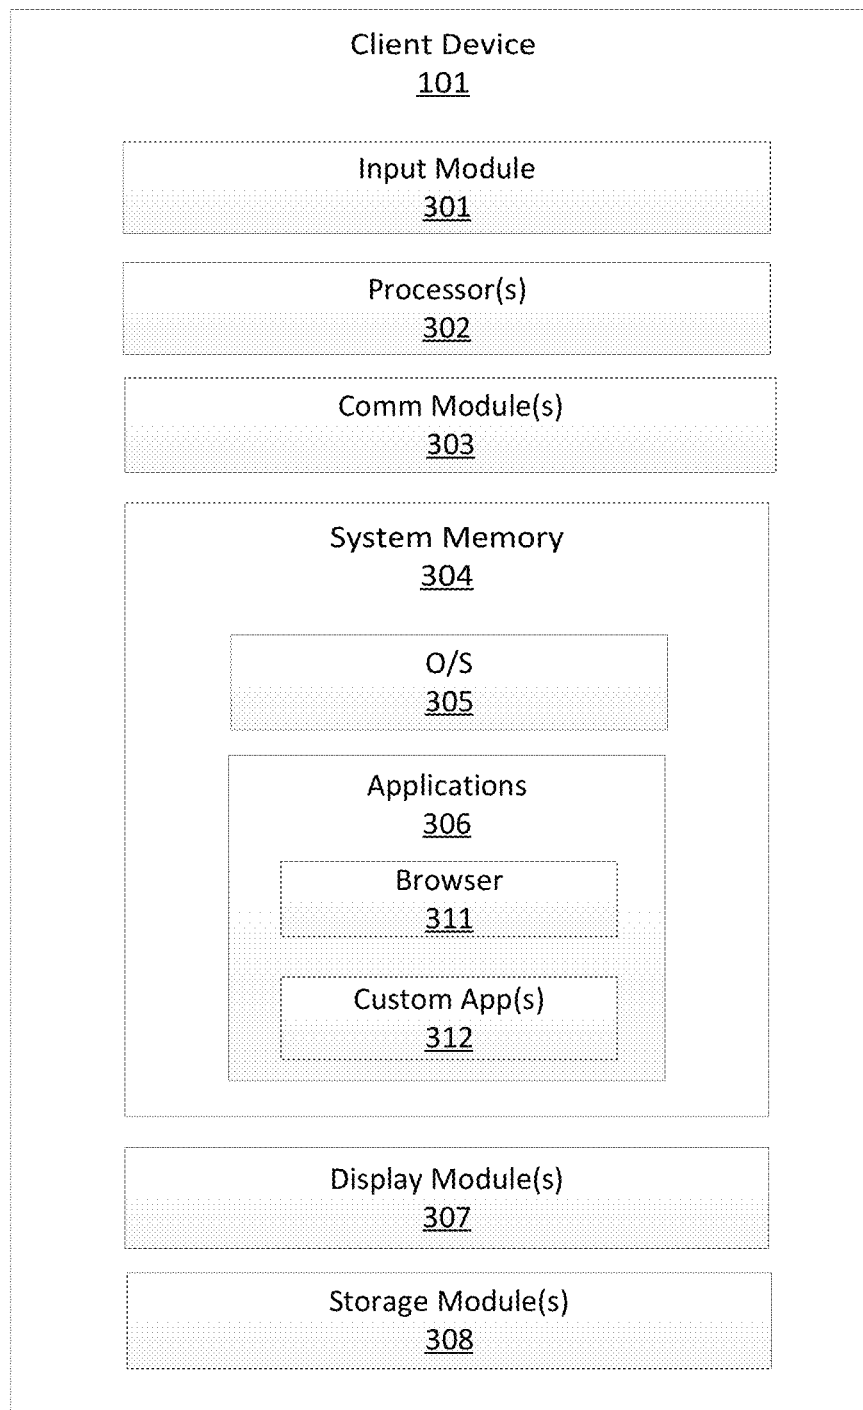 Client Device
101
Input Module
301
Processor(s)
302
Comm Module(s)
303
System Memory
304
O/S
305
Applications
306
Browser
311
Custom App(s)
312
Display Module(s)
307
Storage Module(s)
308